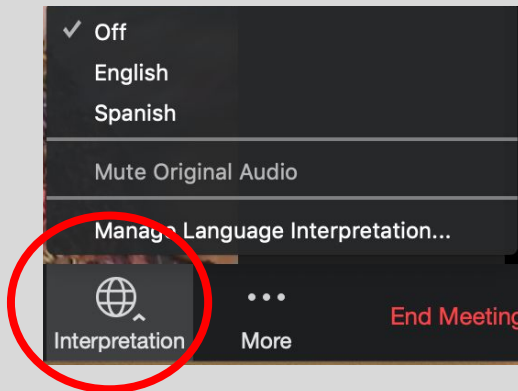 Off
English
Spanish
Mute Original Audio
Manage Language Interpretation...
Interpretation
More
End Meeting